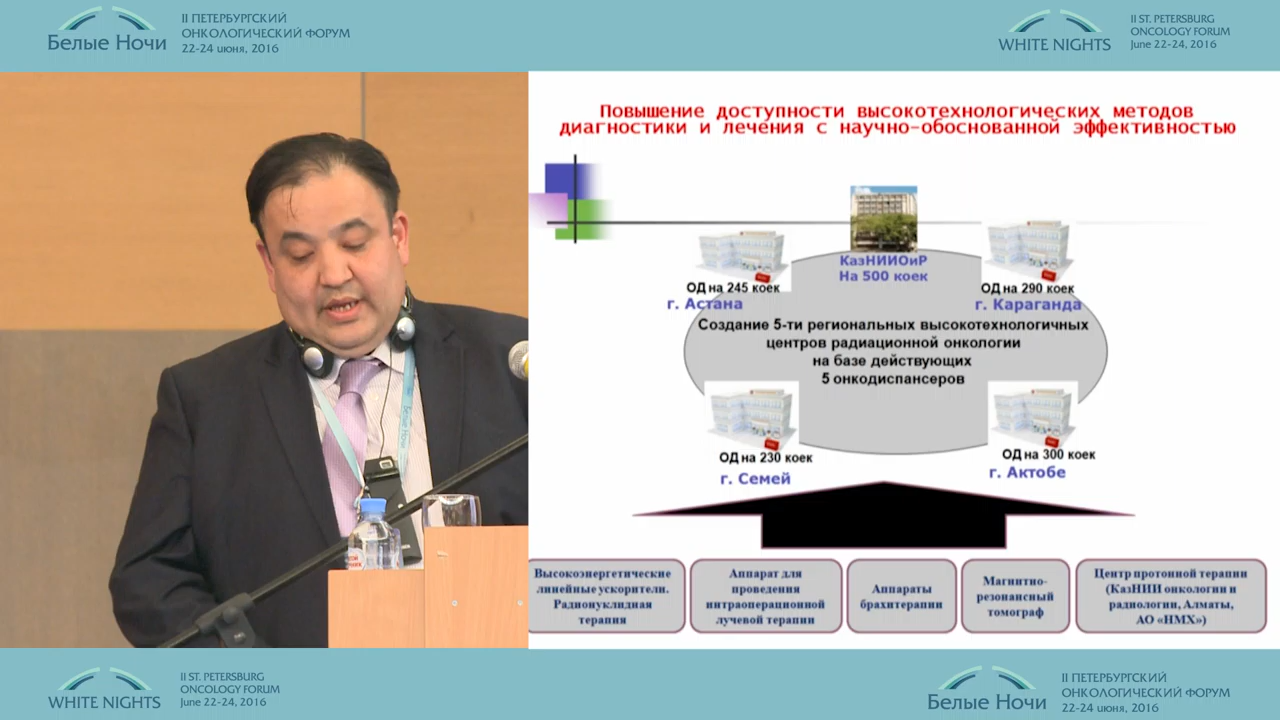 Белые Ночи
II ПЕТЕРБУРГСКИЙ
ОНКОЛОГИЧЕСКИЙ ФОРУМ
22-24 июня, 2016
WHITE NIGHTS
II ST. PETERSBURG
ONCOLOGY FORUM
June 22-24, 2016
Повышение доступности высокотехнологических методов
диагностики и лечения с научно-обоснованной эффективностью
КазНИИОиР
На 500 коек
ОД на 245 коек
г. Астана
ОД на 290 коек
г. Караганда
Создание 5-ти региональных высокотехнологичных
центров радиационной онкологии
на базе действующих
5 онкодиспансеров
ОД на 230 коек
г. Семей
ОД на 300 коек
г. Актобе
Высокоэнергетические
линейные ускорители.
Радионуклидная
терапия
Аппарат для
проведения
интраоперационной
лучевой терапии
Аппараты
брахитерапии
Магнитно-
резонансный
томограф
Центр протонной терапии
(КазНИИ онкологии и
радиологии, Алматы,
АО «НМХ»)
Белые Ночи
WHITE NIGHTS
II ST. PETERSBURG
ONCOLOGY FORUM
June 22-24, 2016
Белые Ночи
II ПЕТЕРБУРГСКИЙ
ОНКОЛОГИЧЕСКИЙ ФОРУМ
22-24 июня, 2016